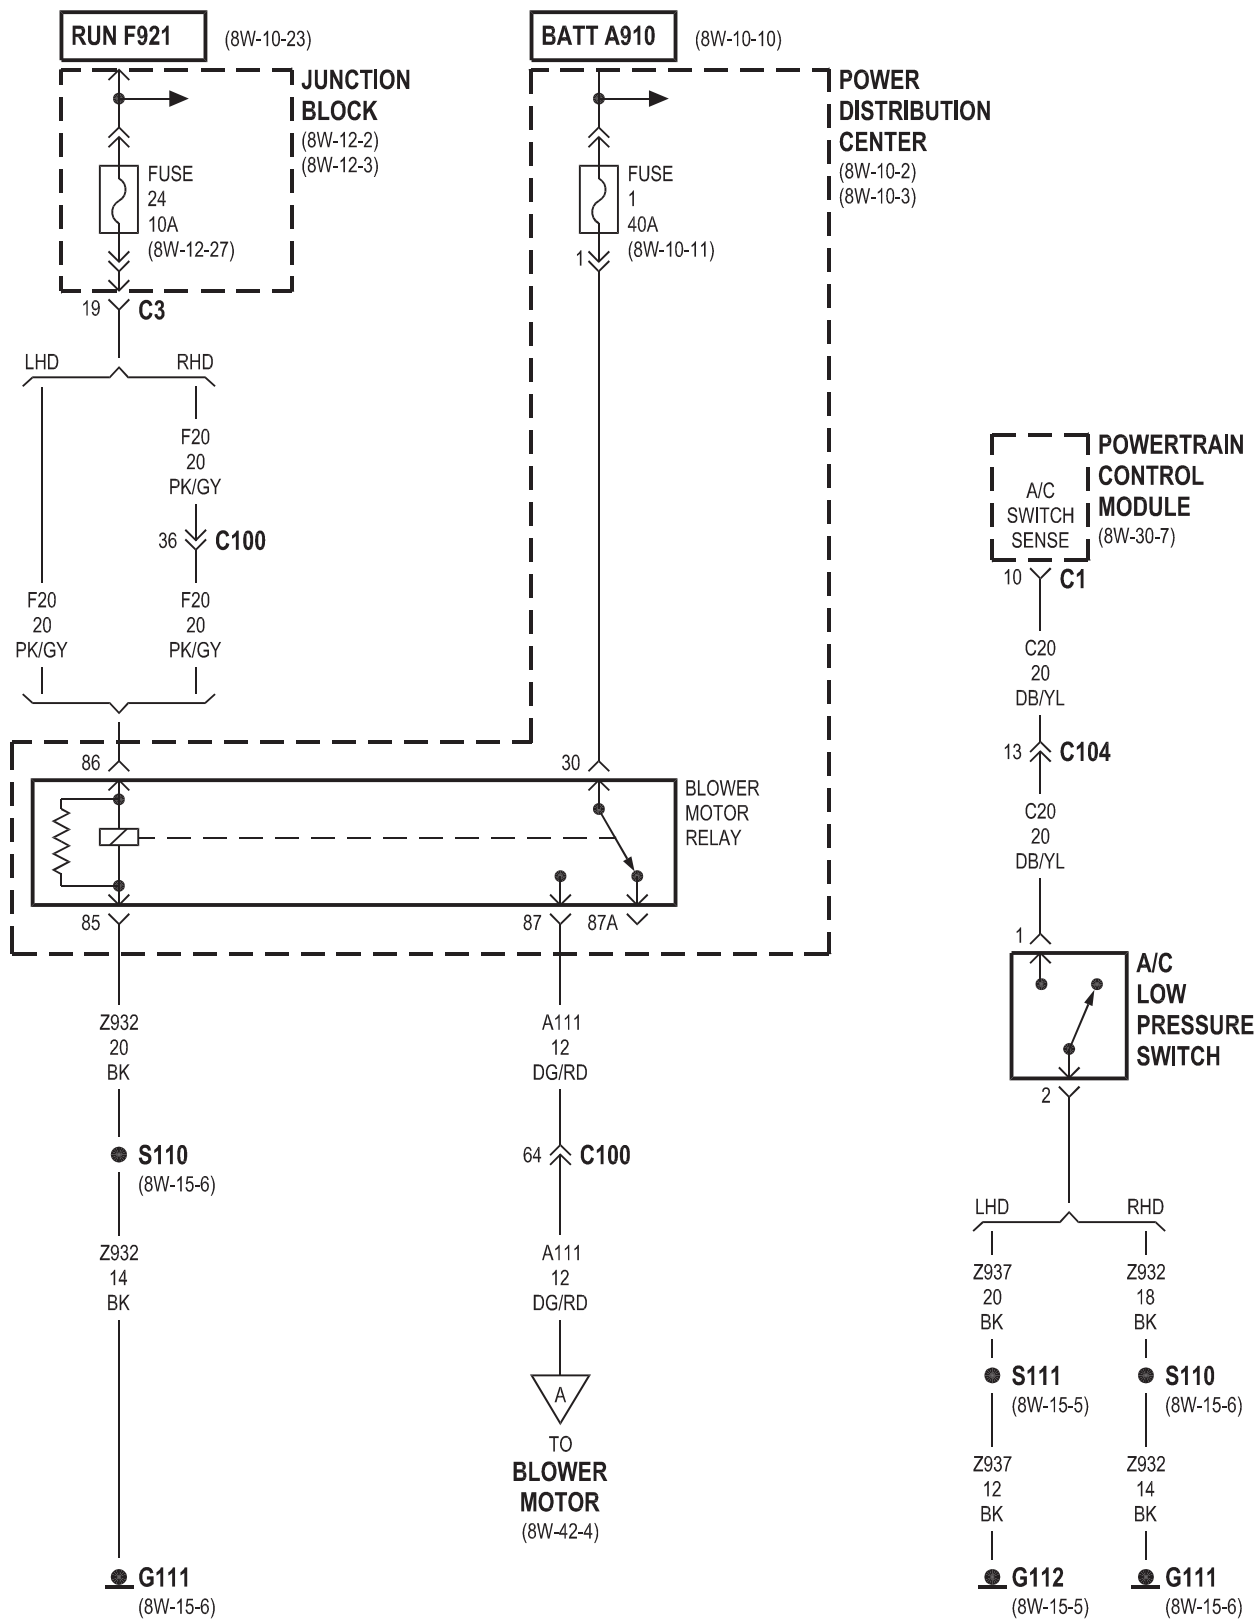 RUN F921
(8W-10-23)
BATT A910
(8W-10-10)
JUNCTION
BLOCK
(8W-12-2)
(8W-12-3)
FUSE
24
10A
(8W-12-27)
19
C3
POWER
DISTRIBUTION
CENTER
(8W-10-2)
(8W-10-3)
FUSE
1
40A
(8W-10-11)
1
LHD
RHD
F20
20
PK/GY
36
C100
F20
20
PK/GY
F20
20
PK/GY
86
30
BLOWER
MOTOR
RELAY
85
87
87A
Z932
20
BK
S110
(8W-15-6)
Z932
14
BK
G111
(8W-15-6)
A111
12
DG/RD
64
C100
A111
12
DG/RD
A
TO
BLOWER
MOTOR
(8W-42-4)
POWERTRAIN
CONTROL
MODULE
(8W-30-7)
A/C
SWITCH
SENSE
10
C1
C20
20
DB/YL
13
C104
C20
20
DB/YL
1
A/C
LOW
PRESSURE
SWITCH
2
LHD
RHD
Z937
20
BK
S111
(8W-15-5)
Z937
12
BK
G112
(8W-15-5)
Z932
18
BK
S110
(8W-15-6)
Z932
14
BK
G111
(8W-15-6)